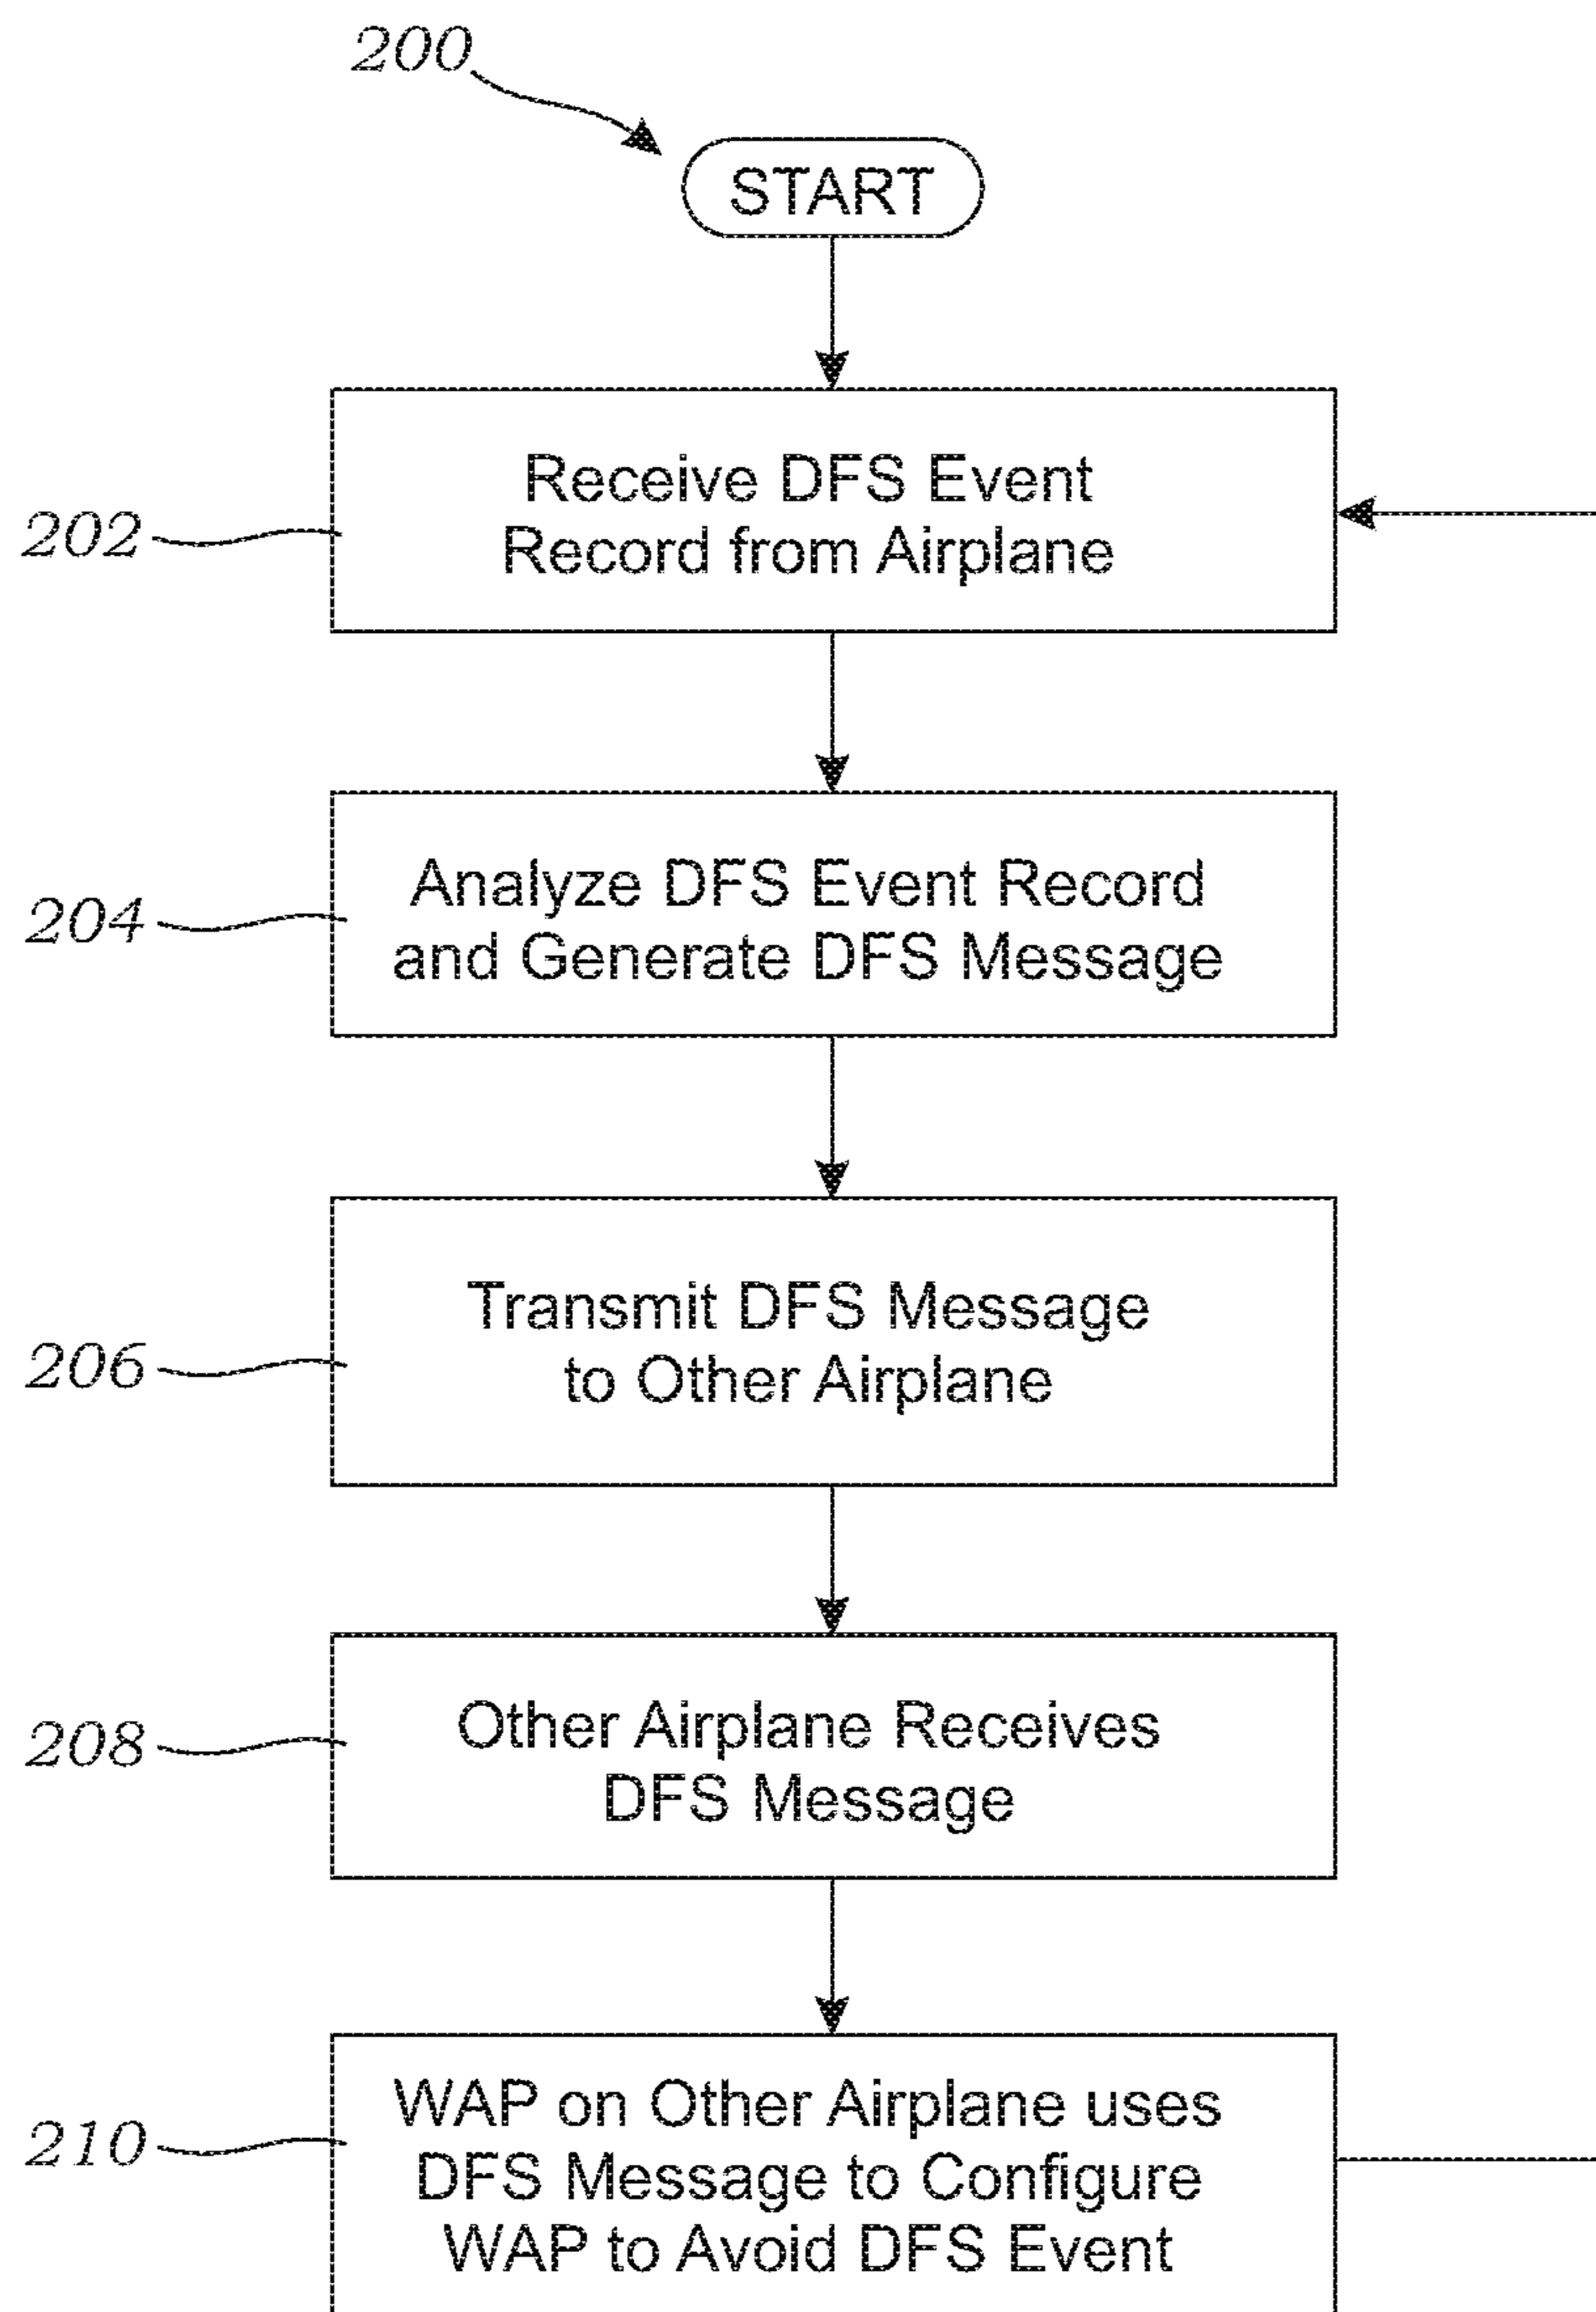 200
START
202
Receive DFS Event
Record from Airplane
204
Analyze DFS Event Record
and Generate DFS Message
206
Transmit DFS Message
to Other Airplane
208
Other Airplane Receives
DFS Message
210
WAP on Other Airplane uses
DFS Message to Configure
WAP to Avoid DFS Event